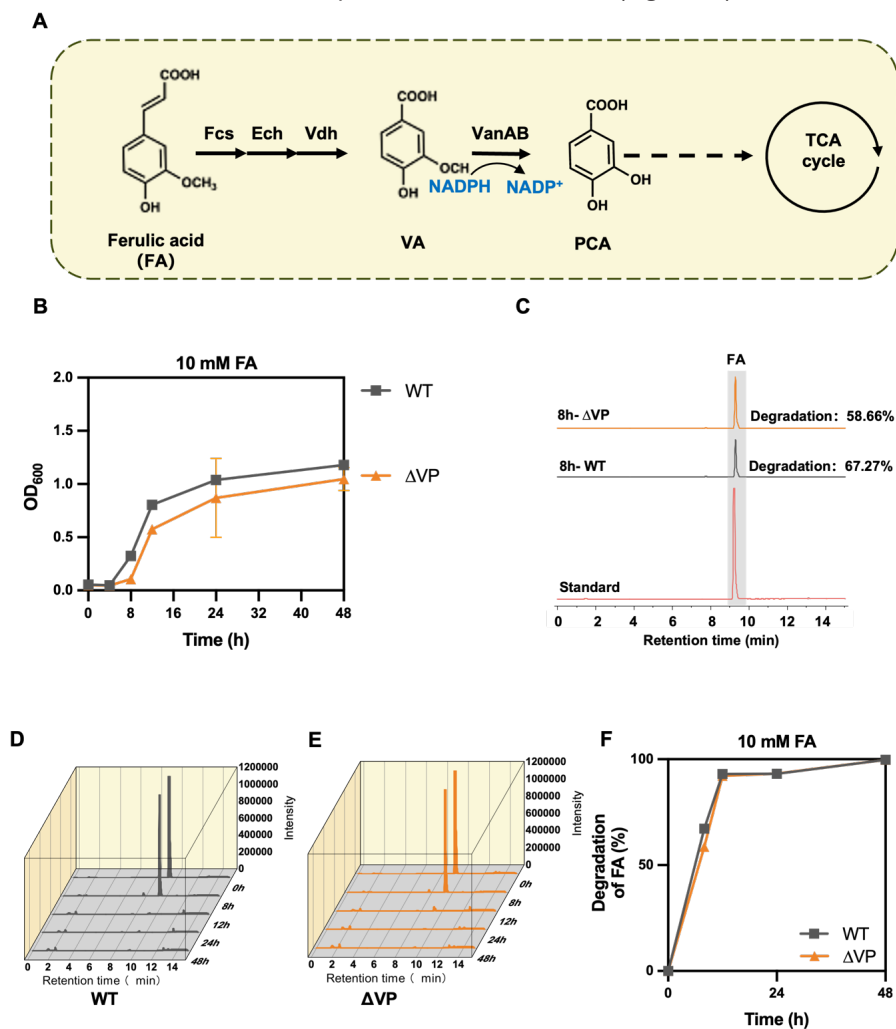 A
COOH
OCH₃
OH
Ferulic acid
(FA)
Fcs Ech Vdh
COOH
OCH
OH
VA
VanAB
NADPH NADP⁺
COOH
OH
OH
PCA
TCA
cycle
B
10 mM FA
OD₆₀₀
2.0
1.5
1.0
0.5
0.0
0 8 16 24 32 40 48
Time (h)
WT
ΔVP
C
FA
8h- ΔVP Degradation: 58.66%
8h- WT Degradation: 67.27%
Standard
0 2 4 6 8 10 12 14
Retention time (min)
D
1200000
1000000
800000
600000
400000
200000
0
Intensity
0h
8h
12h
24h
48h
0 2 4 6 8 10 12 14
Retention time ( min)
WT
E
1200000
1000000
800000
600000
400000
200000
0
Intensity
0h
8h
12h
24h
48h
0 2 4 6 8 10 12 14
Retention time ( min)
ΔVP
F
10 mM FA
Degradation
of FA (%)
100
50
0
WT
ΔVP
0 24 48
Time (h)